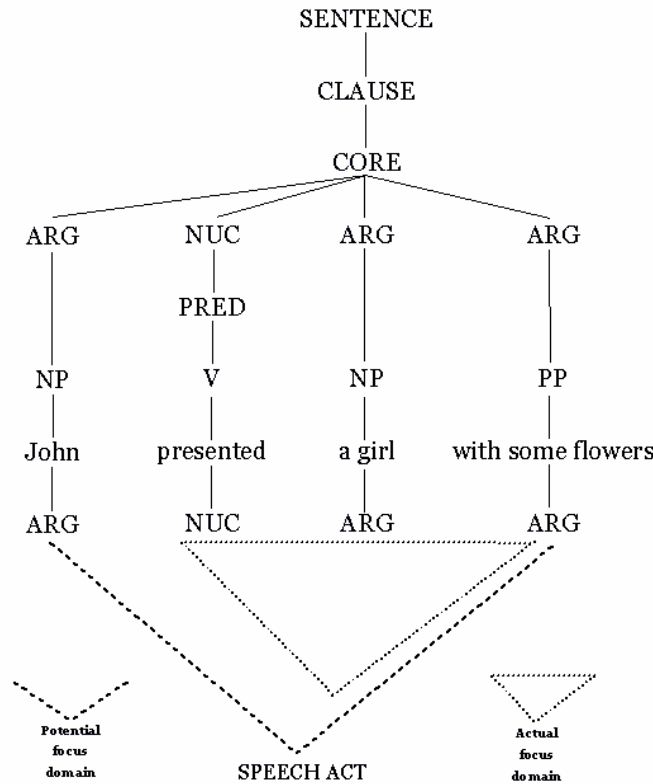 SENTENCE
CLAUSE
CORE
ARG NUC ARG ARG
PRED
NP V NP PP
John presented a girl with some flowers
ARG NUC ARG ARG
Potential
focus
domain
Actual
focus
domain
SPEECH ACT